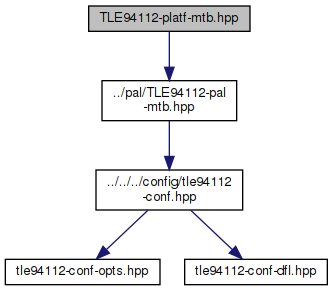 TLE94112-platf-mtb.hpp
../pal/TLE94112-pal
-mtb.hpp
../../../config/tle94112
-conf.hpp
tle94112-conf-opts.hpp
tle94112-conf-dfl.hpp